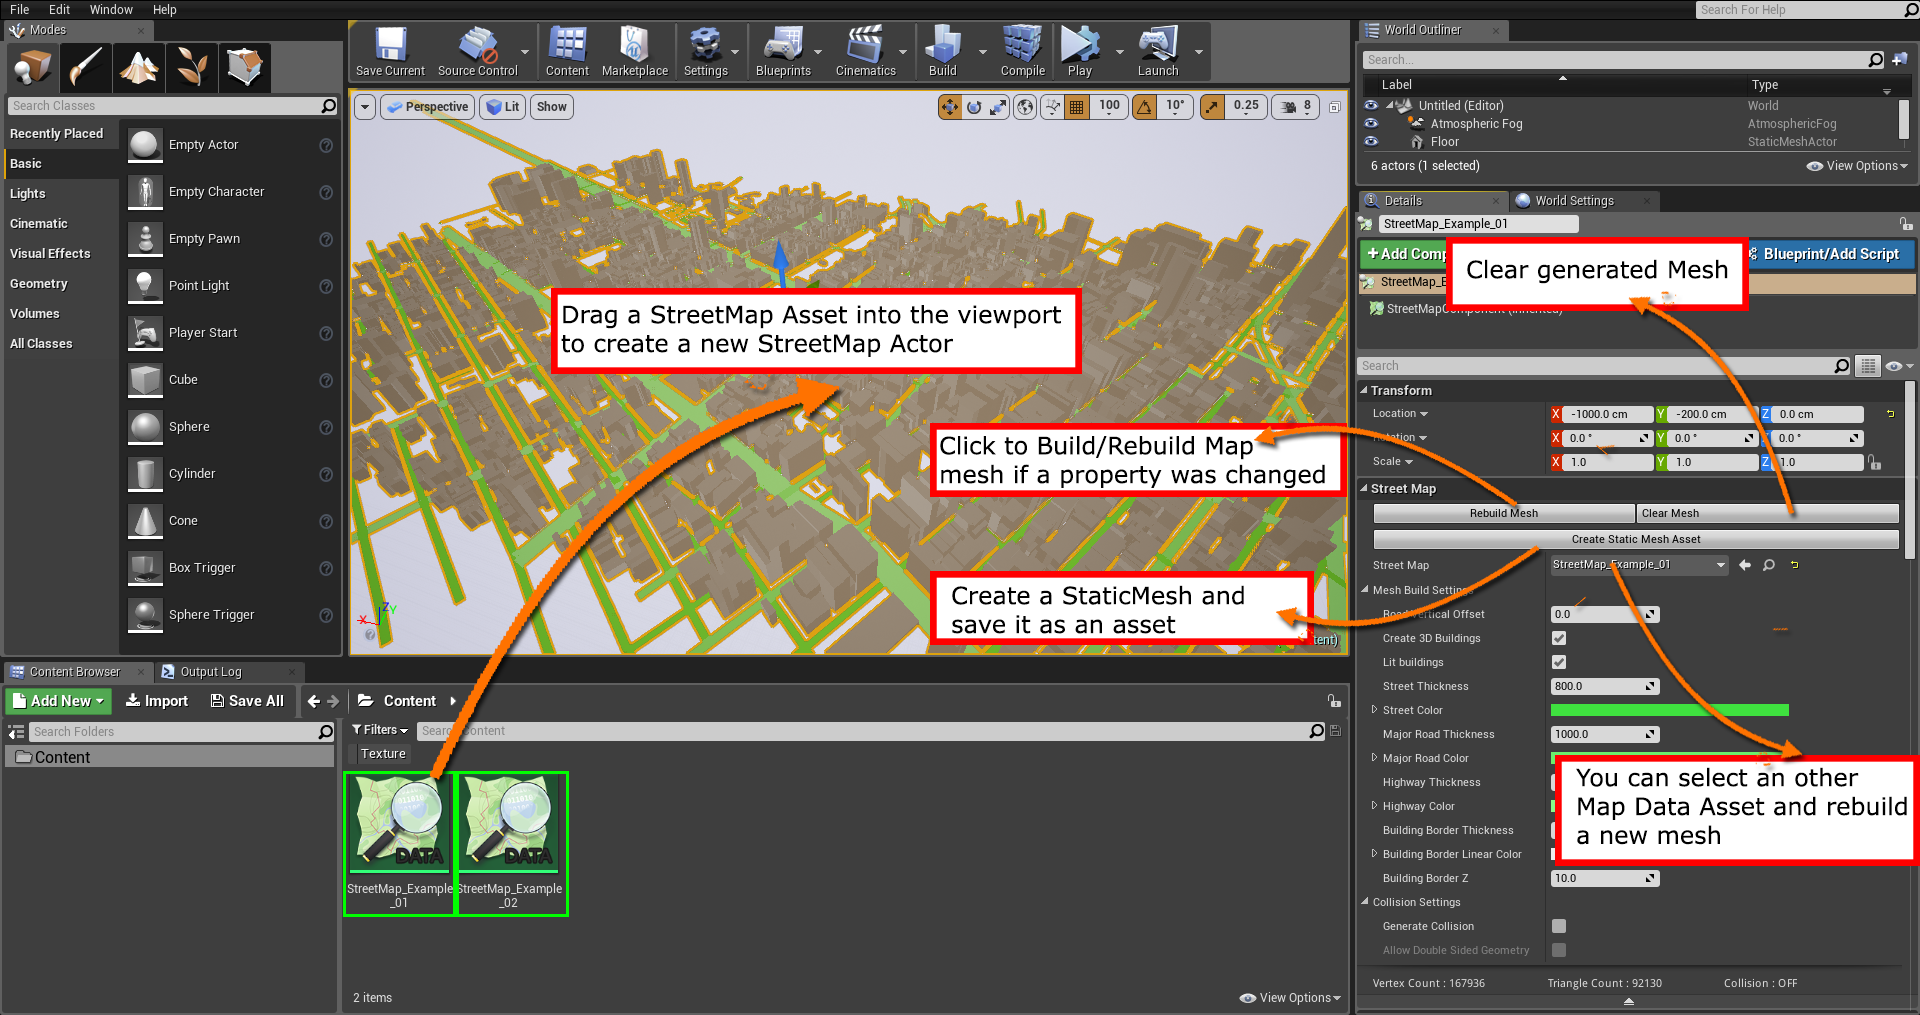 File Edit Window Help
Search For Help
Modes
Search Classes
Recently Placed
Basic
Lights
Cinematic
Visual Effects
Geometry
Volumes
All Classes
Empty Actor
Empty Character
Empty Pawn
Point Light
Player Start
Cube
Sphere
Cylinder
Cone
Box Trigger
Sphere Trigger
Save Current
Source Control
Content
Marketplace
Settings
Blueprints
Cinematics
Build
Compile
Play
Launch
Perspective
Lit
Show
100
10°
0.25
8
Drag a StreetMap Asset into the viewport
to create a new StreetMap Actor
Click to Build/Rebuild Map
mesh if a property was changed
Create a StaticMesh and
save it as an asset
tent)
X
Z
Y
World Outliner
Search...
Label Type
Untitled (Editor) World
Atmospheric Fog AtmosphericFog
Floor StaticMeshActor
6 actors (1 selected)
View Options
Details
World Settings
StreetMap_Example_01
+Add Comp
Blueprint/Add Script
Clear generated Mesh
StreetMap_E
StreetMapComponent (Inherited)
Search
Transform
Location X -1000.0 cm Y -200.0 cm Z 0.0 cm
Rotation X 0.0 ° Y 0.0 ° Z 0.0 °
Scale X 1.0 Y 1.0 Z 1.0
Street Map
Rebuild Mesh
Clear Mesh
Create Static Mesh Asset
Street Map StreetMap_Example_01
Mesh Build Settings
Road Vertical Offset 0.0
Create 3D Buildings
Lit buildings
Street Thickness 800.0
Street Color
Major Road Thickness 1000.0
Major Road Color
Highway Thickness
Highway Color
Building Border Thickness
Building Border Linear Color
Building Border Z 10.0
You can select an other
Map Data Asset and rebuild
a new mesh
Collision Settings
Generate Collision
Allow Double Sided Geometry
Vertex Count : 167936 Triangle Count : 92130 Collision : OFF
Content Browser
Output Log
Add New
Import
Save All
Content
Search Folders
Content
Filters
Search Content
Texture
DATA
StreetMap_Example
_01
DATA
StreetMap_Example
_02
2 items
View Options